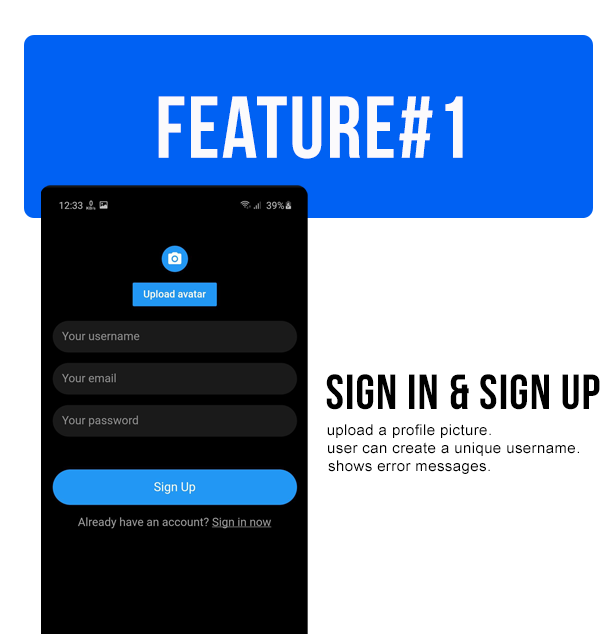 FEATURE#1
12:33 39%
Upload avatar
Your username
Your email
Your password
Sign Up
Already have an account? Sign in now
SIGN IN & SIGN UP
upload a profile picture.
user can create a unique username.
shows error messages.